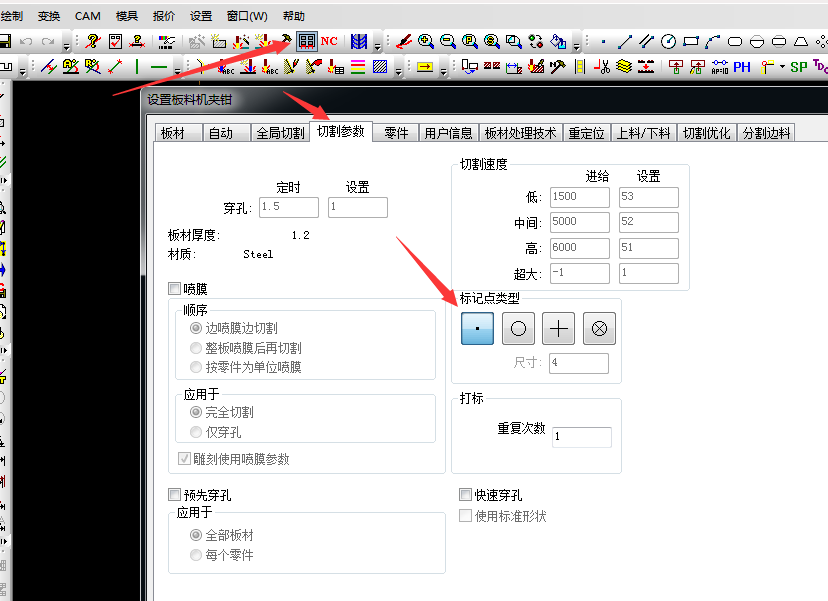 绘制 变换 CAM 模具 报价 设置 窗口(W) 帮助
NC
ABC ABC PH SP
设置板料机夹钳
板材 自动 全局切割 切割参数 零件 用户信息 板材处理技术 重定位 上料/下料 切割优化 分割边料
切割速度
进给 设置
低: 1500 53
中间: 5000 52
高: 6000 51
超大: -1 1
定时 设置
穿孔: 1.5 1
板材厚度: 1.2
材质: Steel
喷膜
顺序
边喷膜边切割
整板喷膜后再切割
按零件为单位喷膜
应用于
完全切割
仅穿孔
雕刻使用喷膜参数
标记点类型
尺寸: 4
打标
重复次数 1
预先穿孔
应用于
全部板材
每个零件
快速穿孔
使用标准形状